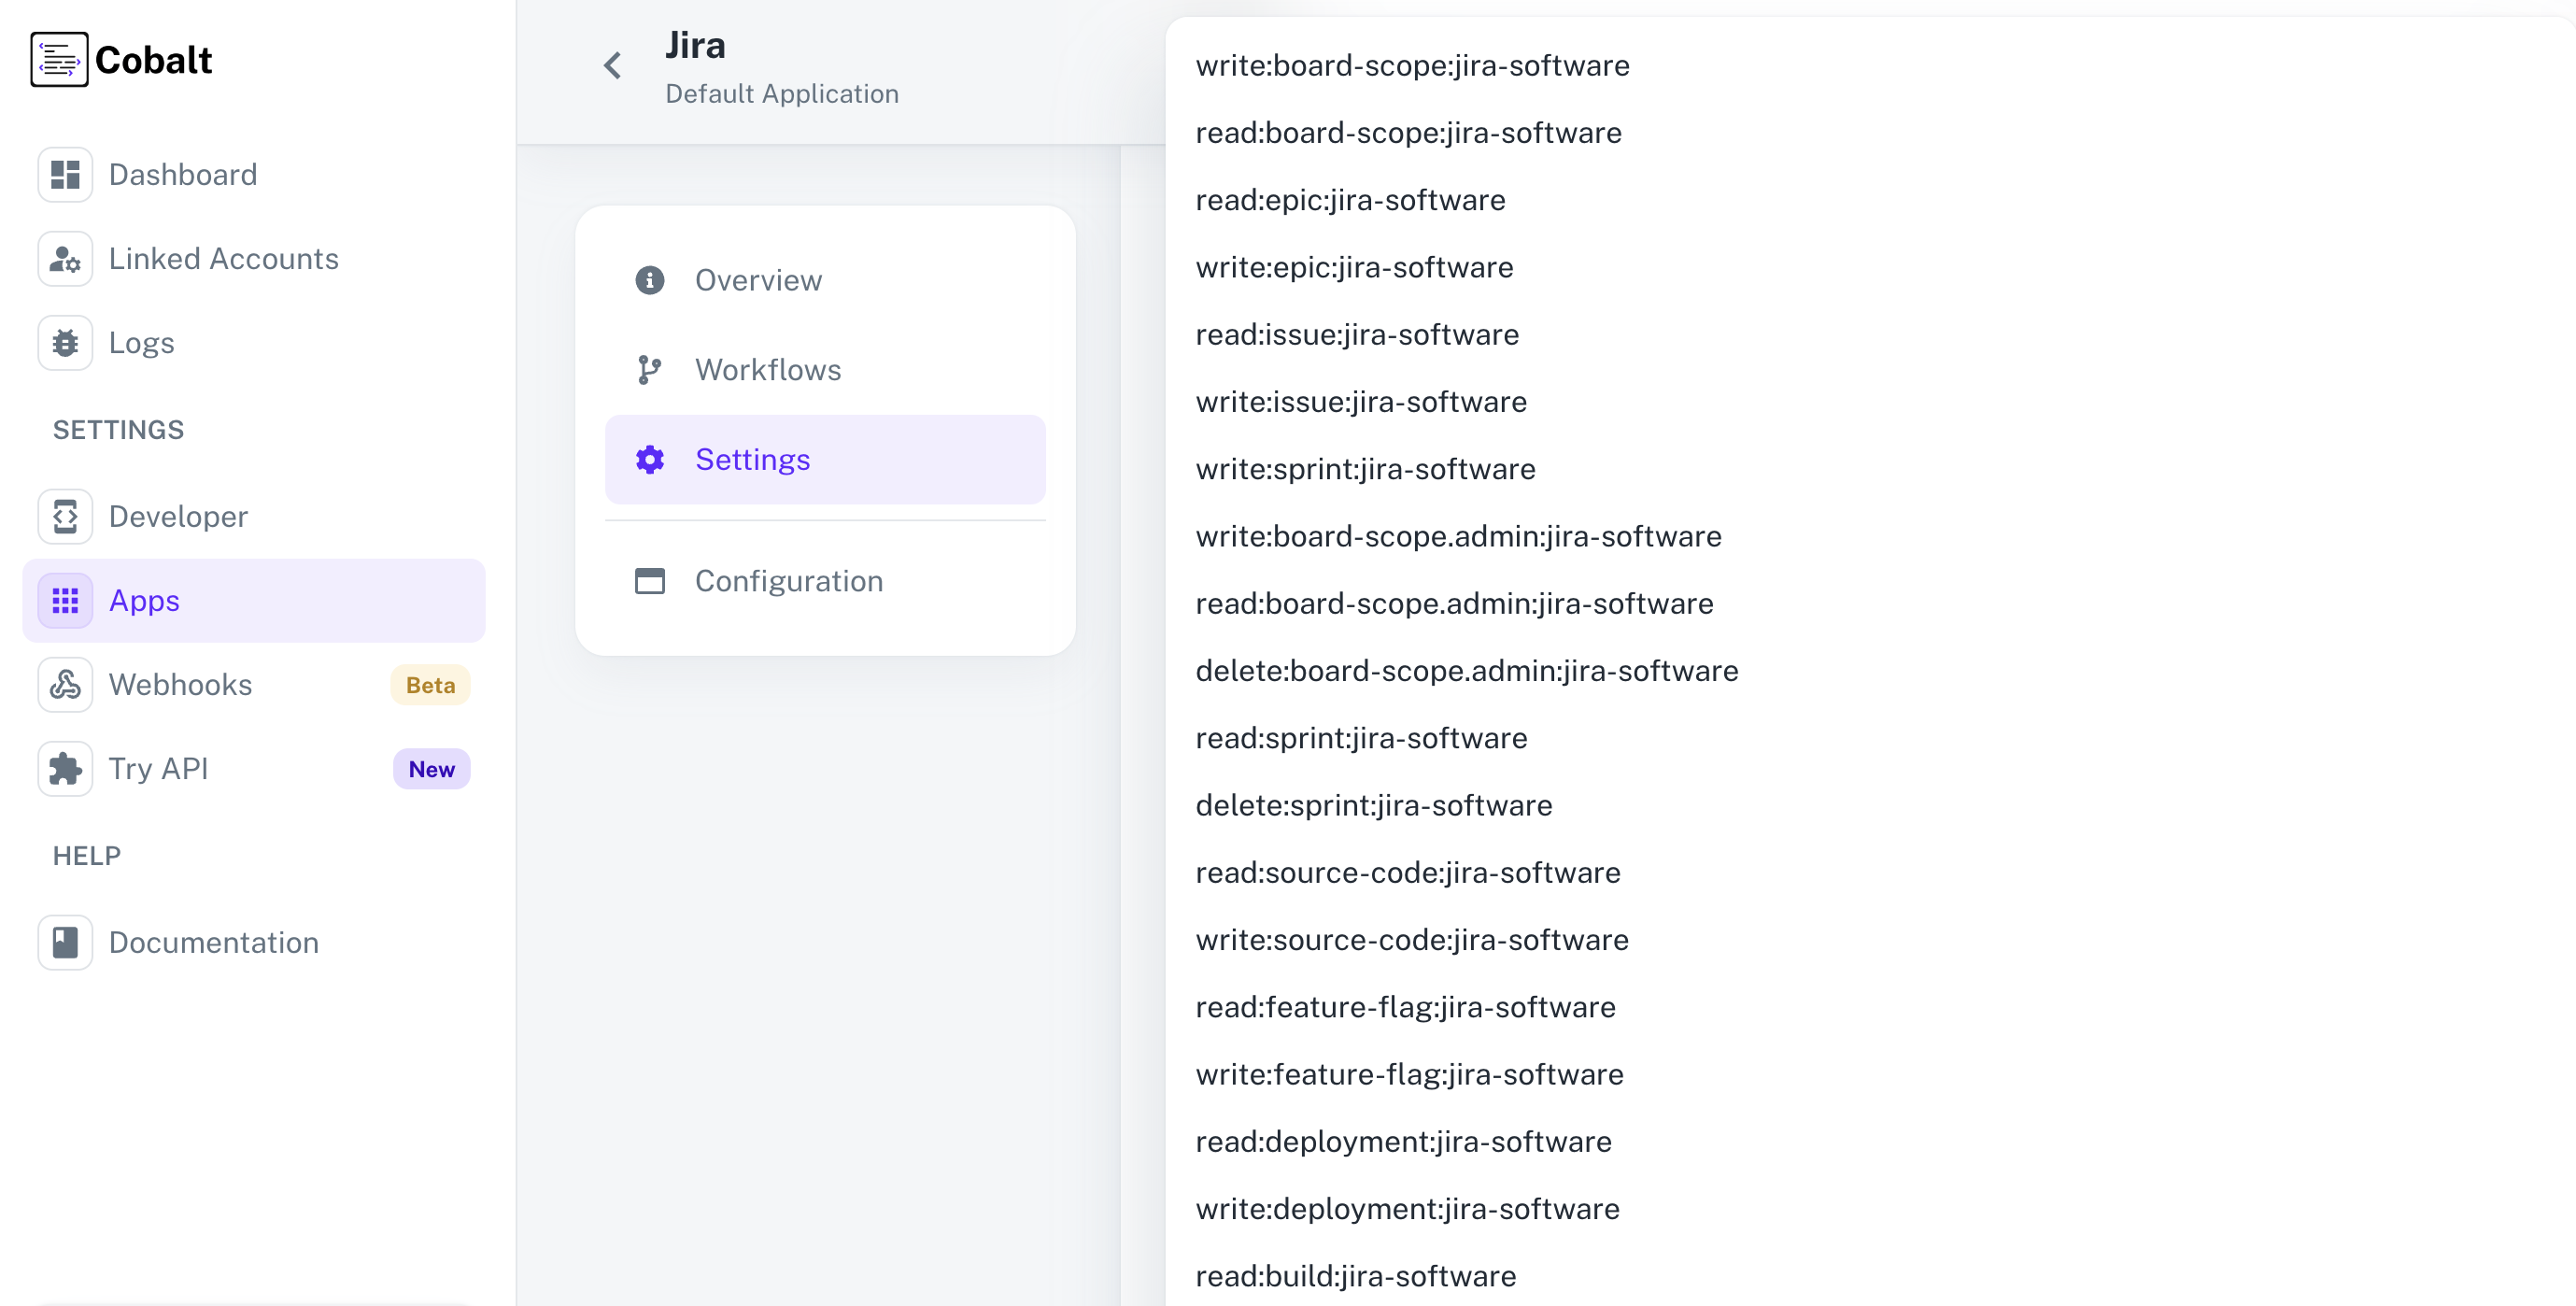 Cobalt
Dashboard
Linked Accounts
Logs
SETTINGS
Developer
Apps
Webhooks Beta
Try API New
HELP
Documentation
Jira
Default Application
Overview
Workflows
Settings
Configuration
write:board-scope:jira-software
read:board-scope:jira-software
read:epic:jira-software
write:epic:jira-software
read:issue:jira-software
write:issue:jira-software
write:sprint:jira-software
write:board-scope.admin:jira-software
read:board-scope.admin:jira-software
delete:board-scope.admin:jira-software
read:sprint:jira-software
delete:sprint:jira-software
read:source-code:jira-software
write:source-code:jira-software
read:feature-flag:jira-software
write:feature-flag:jira-software
read:deployment:jira-software
write:deployment:jira-software
read:build:jira-software